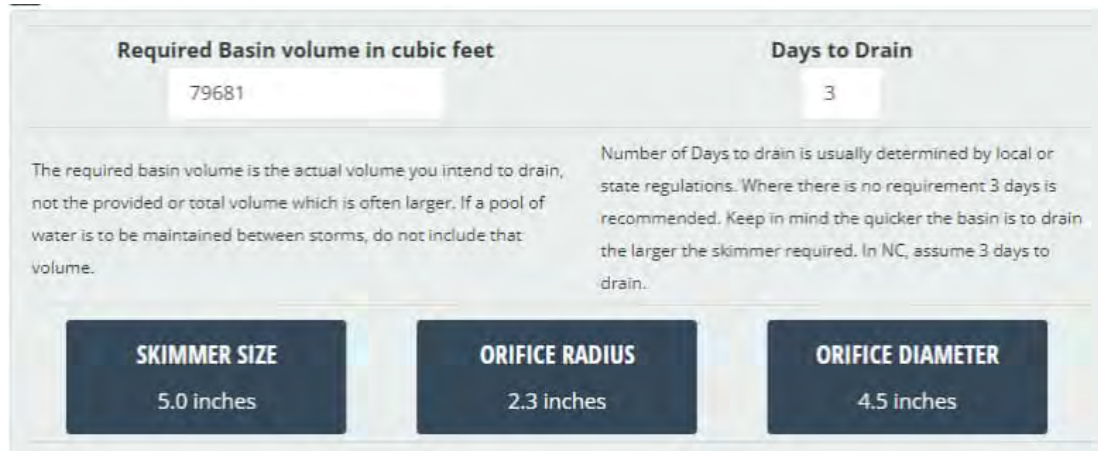 Required Basin volume in cubic feet
79681
Days to Drain
3
The required basin volume is the actual volume you intend to drain,
not the provided or total volume which is often larger. If a pool of
water is to be maintained between storms, do not include that
volume.
Number of Days to drain is usually determined by local or
state regulations. Where there is no requirement 3 days is
recommended. Keep in mind the quicker the basin is to drain
the larger the skimmer required. In NC, assume 3 days to
drain.
SKIMMER SIZE
5.0 inches
ORIFICE RADIUS
2.3 inches
ORIFICE DIAMETER
4.5 inches